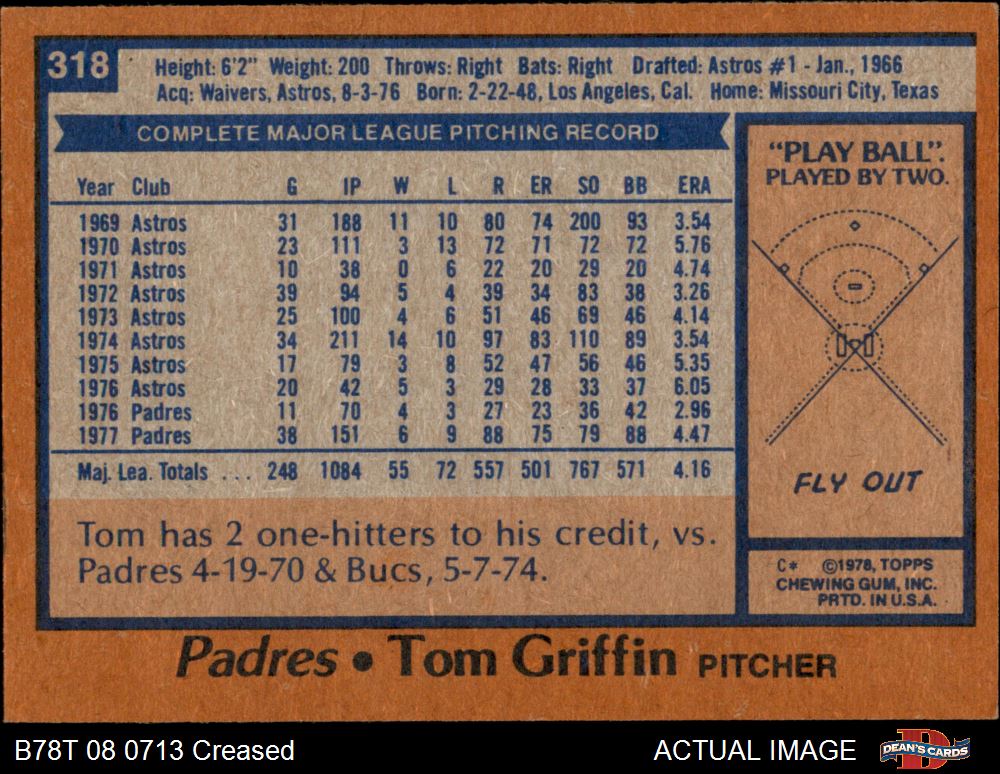 318
Height: 6'2" Weight: 200 Throws: Right Bats: Right Drafted: Astros #1 - Jan., 1966
Acq: Waivers, Astros, 8-3-76 Born: 2-22-48, Los Angeles, Cal. Home: Missouri City, Texas
COMPLETE MAJOR LEAGUE PITCHING RECORD
Year Club G IP W L R ER SO BB ERA
1969 Astros 31 188 11 10 80 74 200 93 3.54
1970 Astros 23 111 3 13 72 71 72 72 5.76
1971 Astros 10 38 0 6 22 20 29 20 4.74
1972 Astros 39 94 5 4 39 34 83 38 3.26
1973 Astros 25 100 4 6 51 46 69 46 4.14
1974 Astros 34 211 14 10 97 83 110 89 3.54
1975 Astros 17 79 3 8 52 47 56 46 5.35
1976 Astros 20 42 5 3 29 28 33 37 6.05
1976 Padres 11 70 4 3 27 23 36 42 2.96
1977 Padres 38 151 6 9 88 75 79 88 4.47
Maj. Lea. Totals ... 248 1084 55 72 557 501 767 571 4.16
Tom has 2 one-hitters to his credit, vs.
Padres 4-19-70 & Bucs, 5-7-74.
"PLAY BALL".
PLAYED BY TWO.
FLY OUT
C* ©1978, TOPPS
CHEWING GUM, INC.
PRTD. IN U.S.A.
Padres • Tom Griffin PITCHER
B78T 08 0713 Creased
ACTUAL IMAGE
DEAN'S CARDS